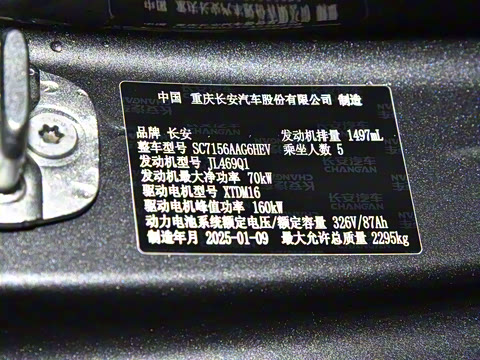 中国 重庆长安汽车股份有限公司 制造
品牌 长安 发动机排量 1497mL
整车型号 SC7156AAG6HEV 乘坐人数 5
发动机型号 JL469Q1
发动机最大净功率 70kW
驱动电机型号 XTDM16
驱动电机峰值功率 160kW
动力电池系统额定电压/额定容量 326V/87Ah
制造年月 2025-01-09 最大允许总质量 2295kg